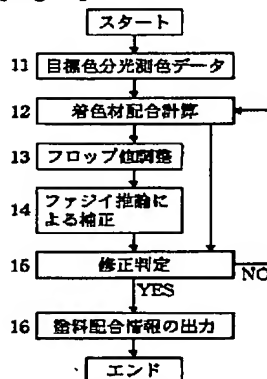 スタート
11 目標色分光測色データ
12 着色材配合計算
13 フロップ値調整
14 ファジイ推論
による補正
15 修正判定
NO
YES
16 塗料配合情報の出力
エンド